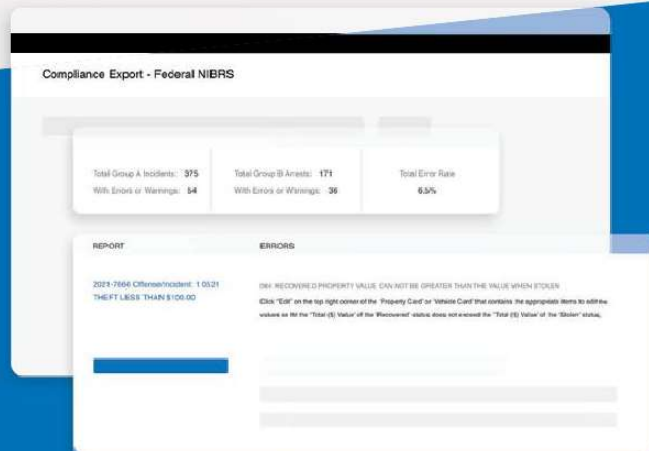 Compliance Export - Federal NIBRS
Total Group A Incidents: 375
With Errors or Warnings: 54
Total Group B Arrests: 171
With Errors or Warnings: 36
Total Error Rate
6.5%
REPORT
ERRORS
2021-7666 Offense/Incident: 1 0521
THEFT LESS THAN $100.00
RECOVERED PROPERTY VALUE CAN NOT BE GREATER THAN THE VALUE WHEN STOLEN
Click "Edit" on the top right corner of the 'Property Card' or 'Vehicle Card' that contains the appropriate items to edit the
values so the "Total ($) Value" of the 'Recovered' status does not exceed the "Total ($) Value" of the 'Stolen' status.